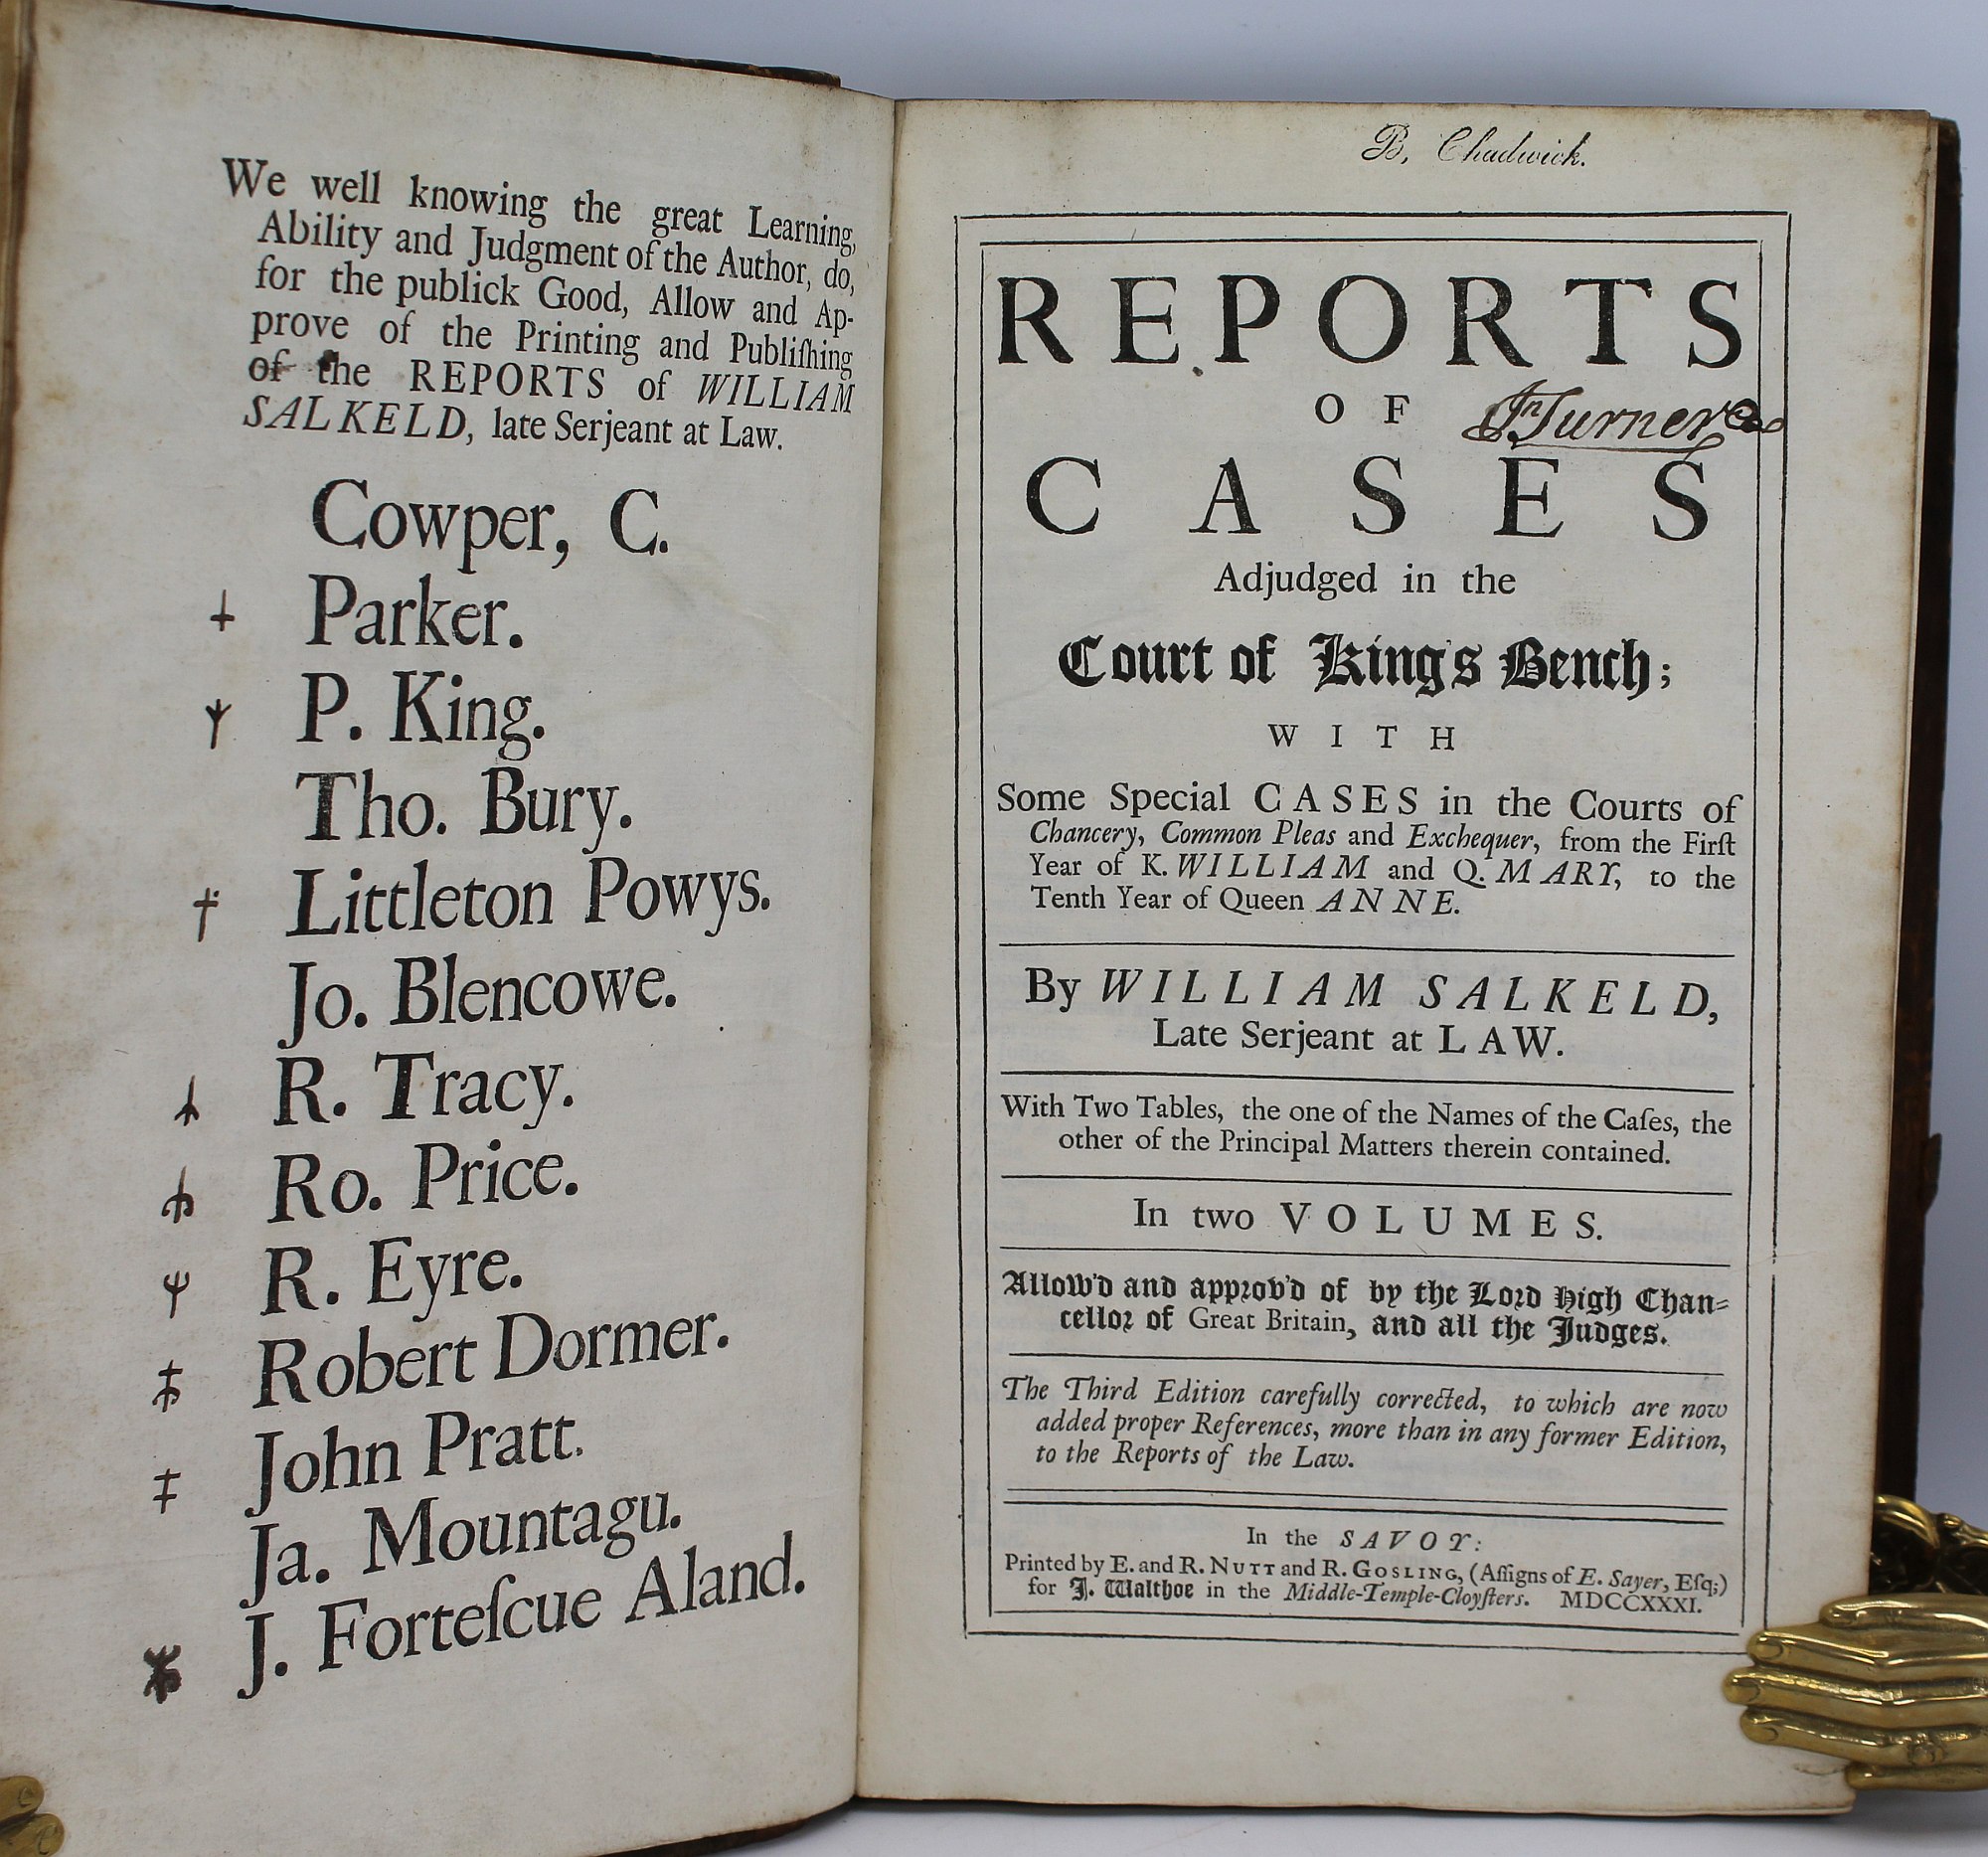 We well knowing the great Learning,
Ability and Judgment of the Author, do,
for the publick Good, Allow and Ap-
prove of the Printing and Publiſhing
of the REPORTS of WILLIAM
SALKELD, late Serjeant at Law.
Cowper, C.
Parker.
P. King.
Tho. Bury.
Littleton Powys.
Jo. Blencowe.
R. Tracy.
Ro. Price.
R. Eyre.
Robert Dormer.
John Pratt.
Ja. Mountagu.
J. Forteſcue Aland.
B. Chadwick.
REPORTS
OF
Jn Turner
CASES
Adjudged in the
Court of King's Bench;
WITH
Some Special CASES in the Courts of
Chancery, Common Pleas and Exchequer, from the Firſt
Year of K. WILLIAM and Q. MARY, to the
Tenth Year of Queen ANNE.
By WILLIAM SALKELD,
Late Serjeant at LAW.
With Two Tables, the one of the Names of the Caſes, the
other of the Principal Matters therein contained.
In two VOLUMES.
Allow'd and approv'd of by the Lord High Chan-
cellor of Great Britain, and all the Judges.
The Third Edition carefully corrected, to which are now
added proper References, more than in any former Edition,
to the Reports of the Law.
In the SAVOY:
Printed by E. and R. NUTT and R. GOSLING, (Aſſigns of E. Sayer, Eſq;)
for J. Walthoe in the Middle-Temple-Cloyſters. MDCCXXXI.